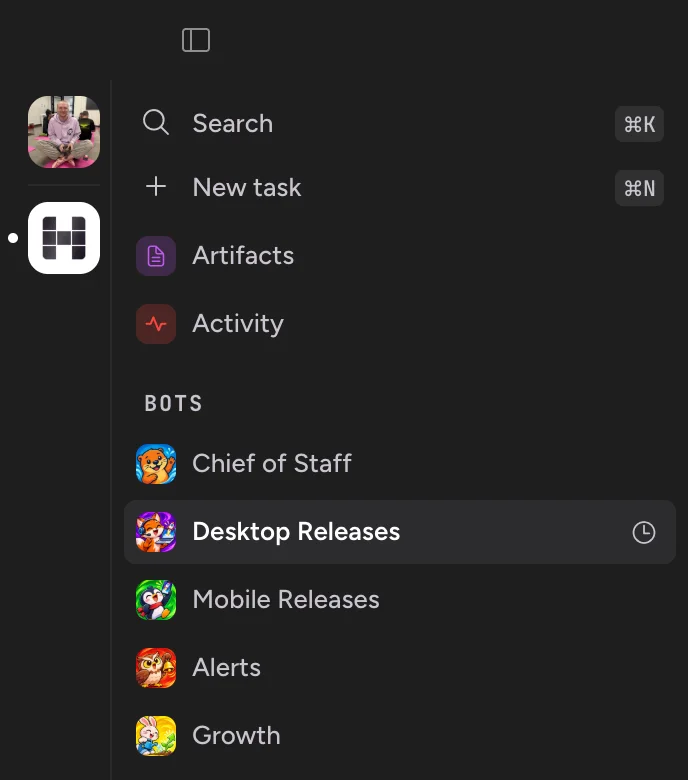 Search ⌘K
New task ⌘N
Artifacts
Activity
BOTS
Chief of Staff
Desktop Releases
Mobile Releases
Alerts
Growth